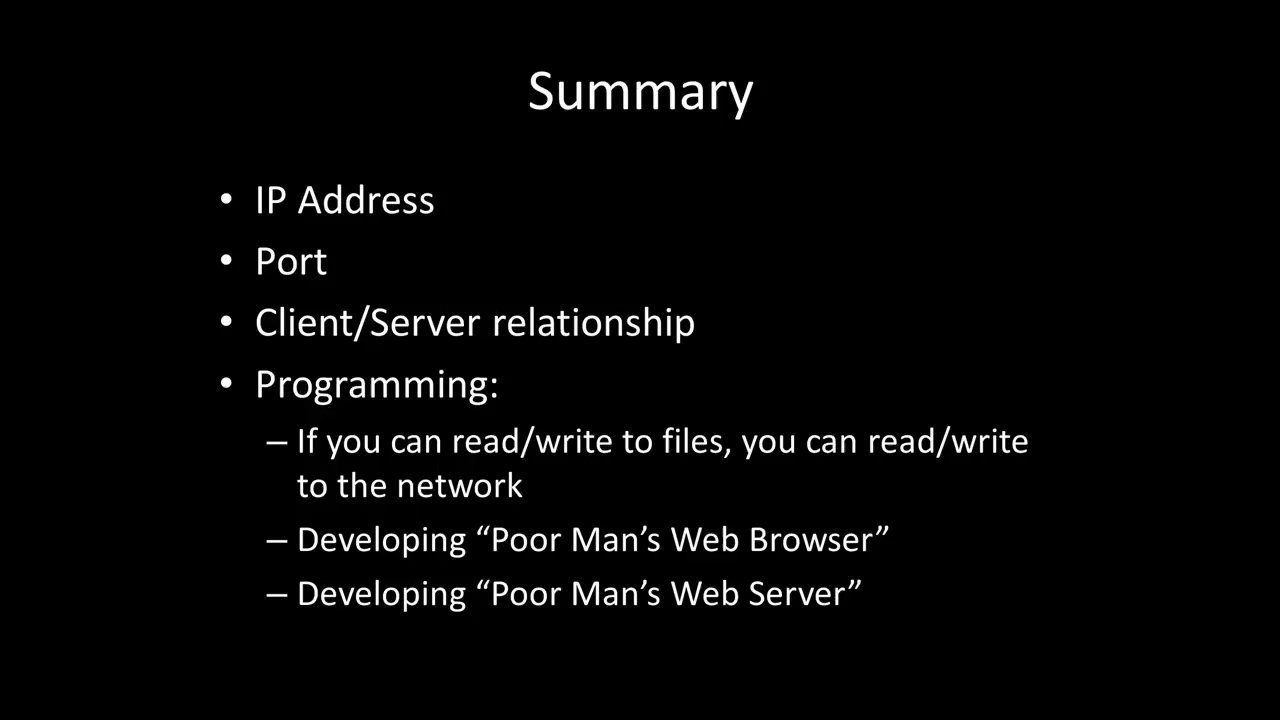 Summary
• IP Address
• Port
• Client/Server relationship
• Programming:
– If you can read/write to files, you can read/write
to the network
– Developing “Poor Man’s Web Browser”
– Developing “Poor Man’s Web Server”